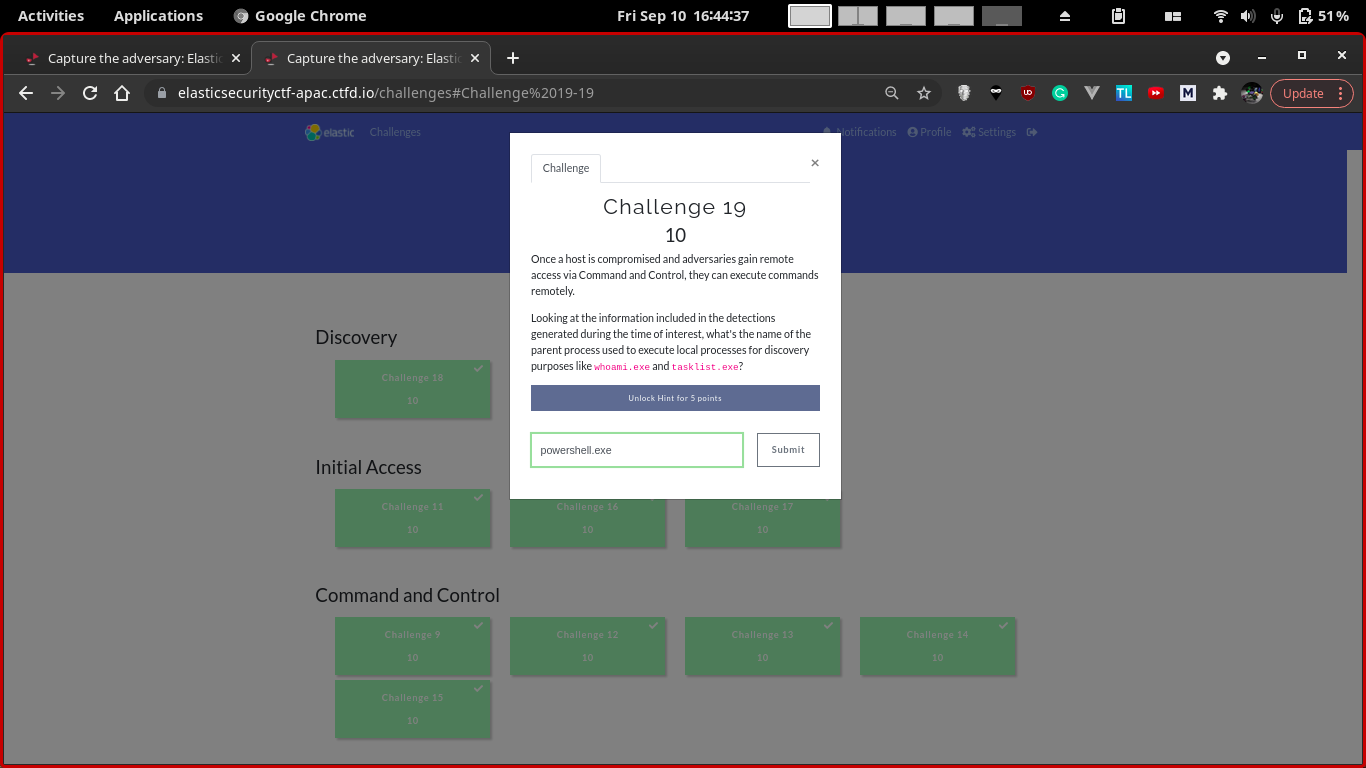 Activities Applications Google Chrome Fri Sep 10 16:44:37 51%
Capture the adversary: Elasti Capture the adversary: Elasti
elasticsecurityctf-apac.ctfd.io/challenges#Challenge%2019-19 Update
elastic Challenges Notifications Profile Settings
Challenge
Challenge 19
10
Once a host is compromised and adversaries gain remote
access via Command and Control, they can execute commands
remotely.
Looking at the information included in the detections
generated during the time of interest, what's the name of the
parent process used to execute local processes for discovery
purposes like whoami.exe and tasklist.exe?
Unlock Hint for 5 points
powershell.exe Submit
Discovery
Challenge 18
10
Initial Access
Challenge 11 Challenge 16 Challenge 17
10 10 10
Command and Control
Challenge 9 Challenge 12 Challenge 13 Challenge 14
10 10 10 10
Challenge 15
10